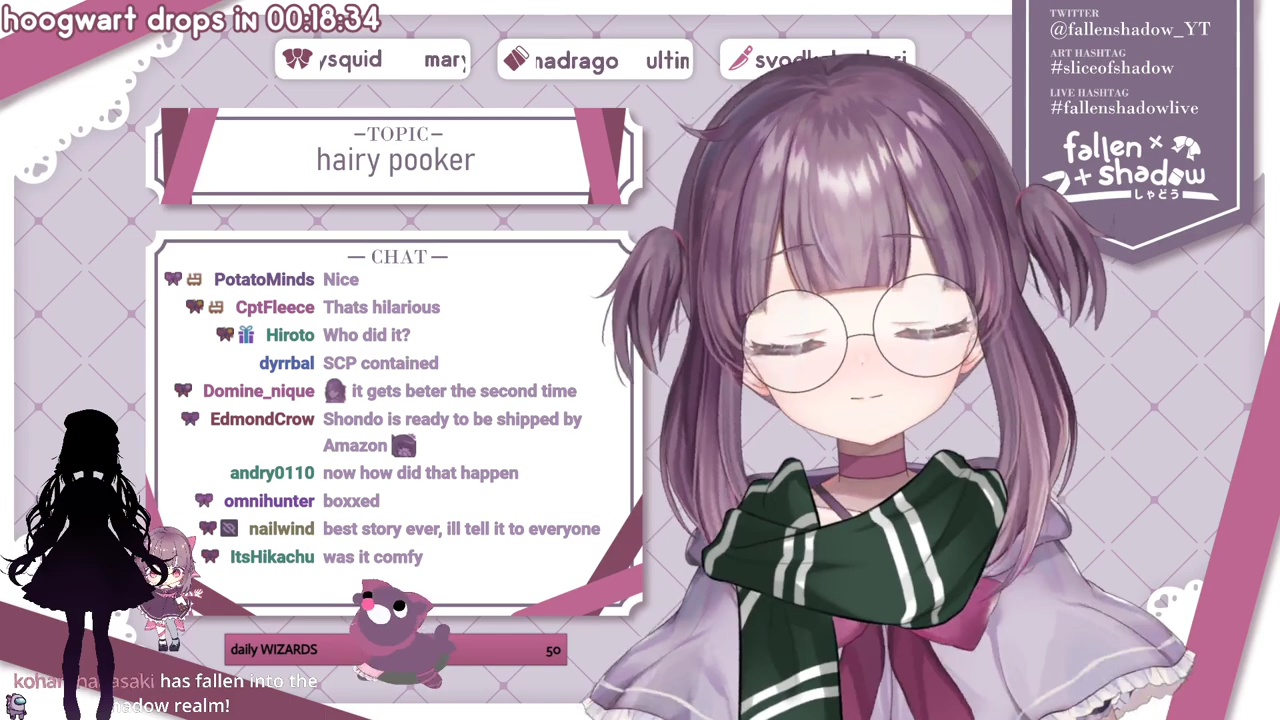 hoogwart drops in 00:18:34
ysquid mary
nadrago ultin
TWITTER
@fallenshadow_YT
ART HASHTAG
#sliceofshadow
LIVE HASHTAG
#fallenshadowlive
fallen
shadow
しゃどう
TOPIC
hairy pooker
CHAT
PotatoMinds Nice
CptFleece Thats hilarious
Hiroto Who did it?
dyrrbal SCP contained
Domine_nique it gets beter the second time
EdmondCrow Shondo is ready to be shipped by
Amazon
andry0110 now how did that happen
omnihunter boxxed
nailwind best story ever, ill tell it to everyone
ItsHikachu was it comfy
daily WIZARDS 50
has fallen into the
shadow realm!